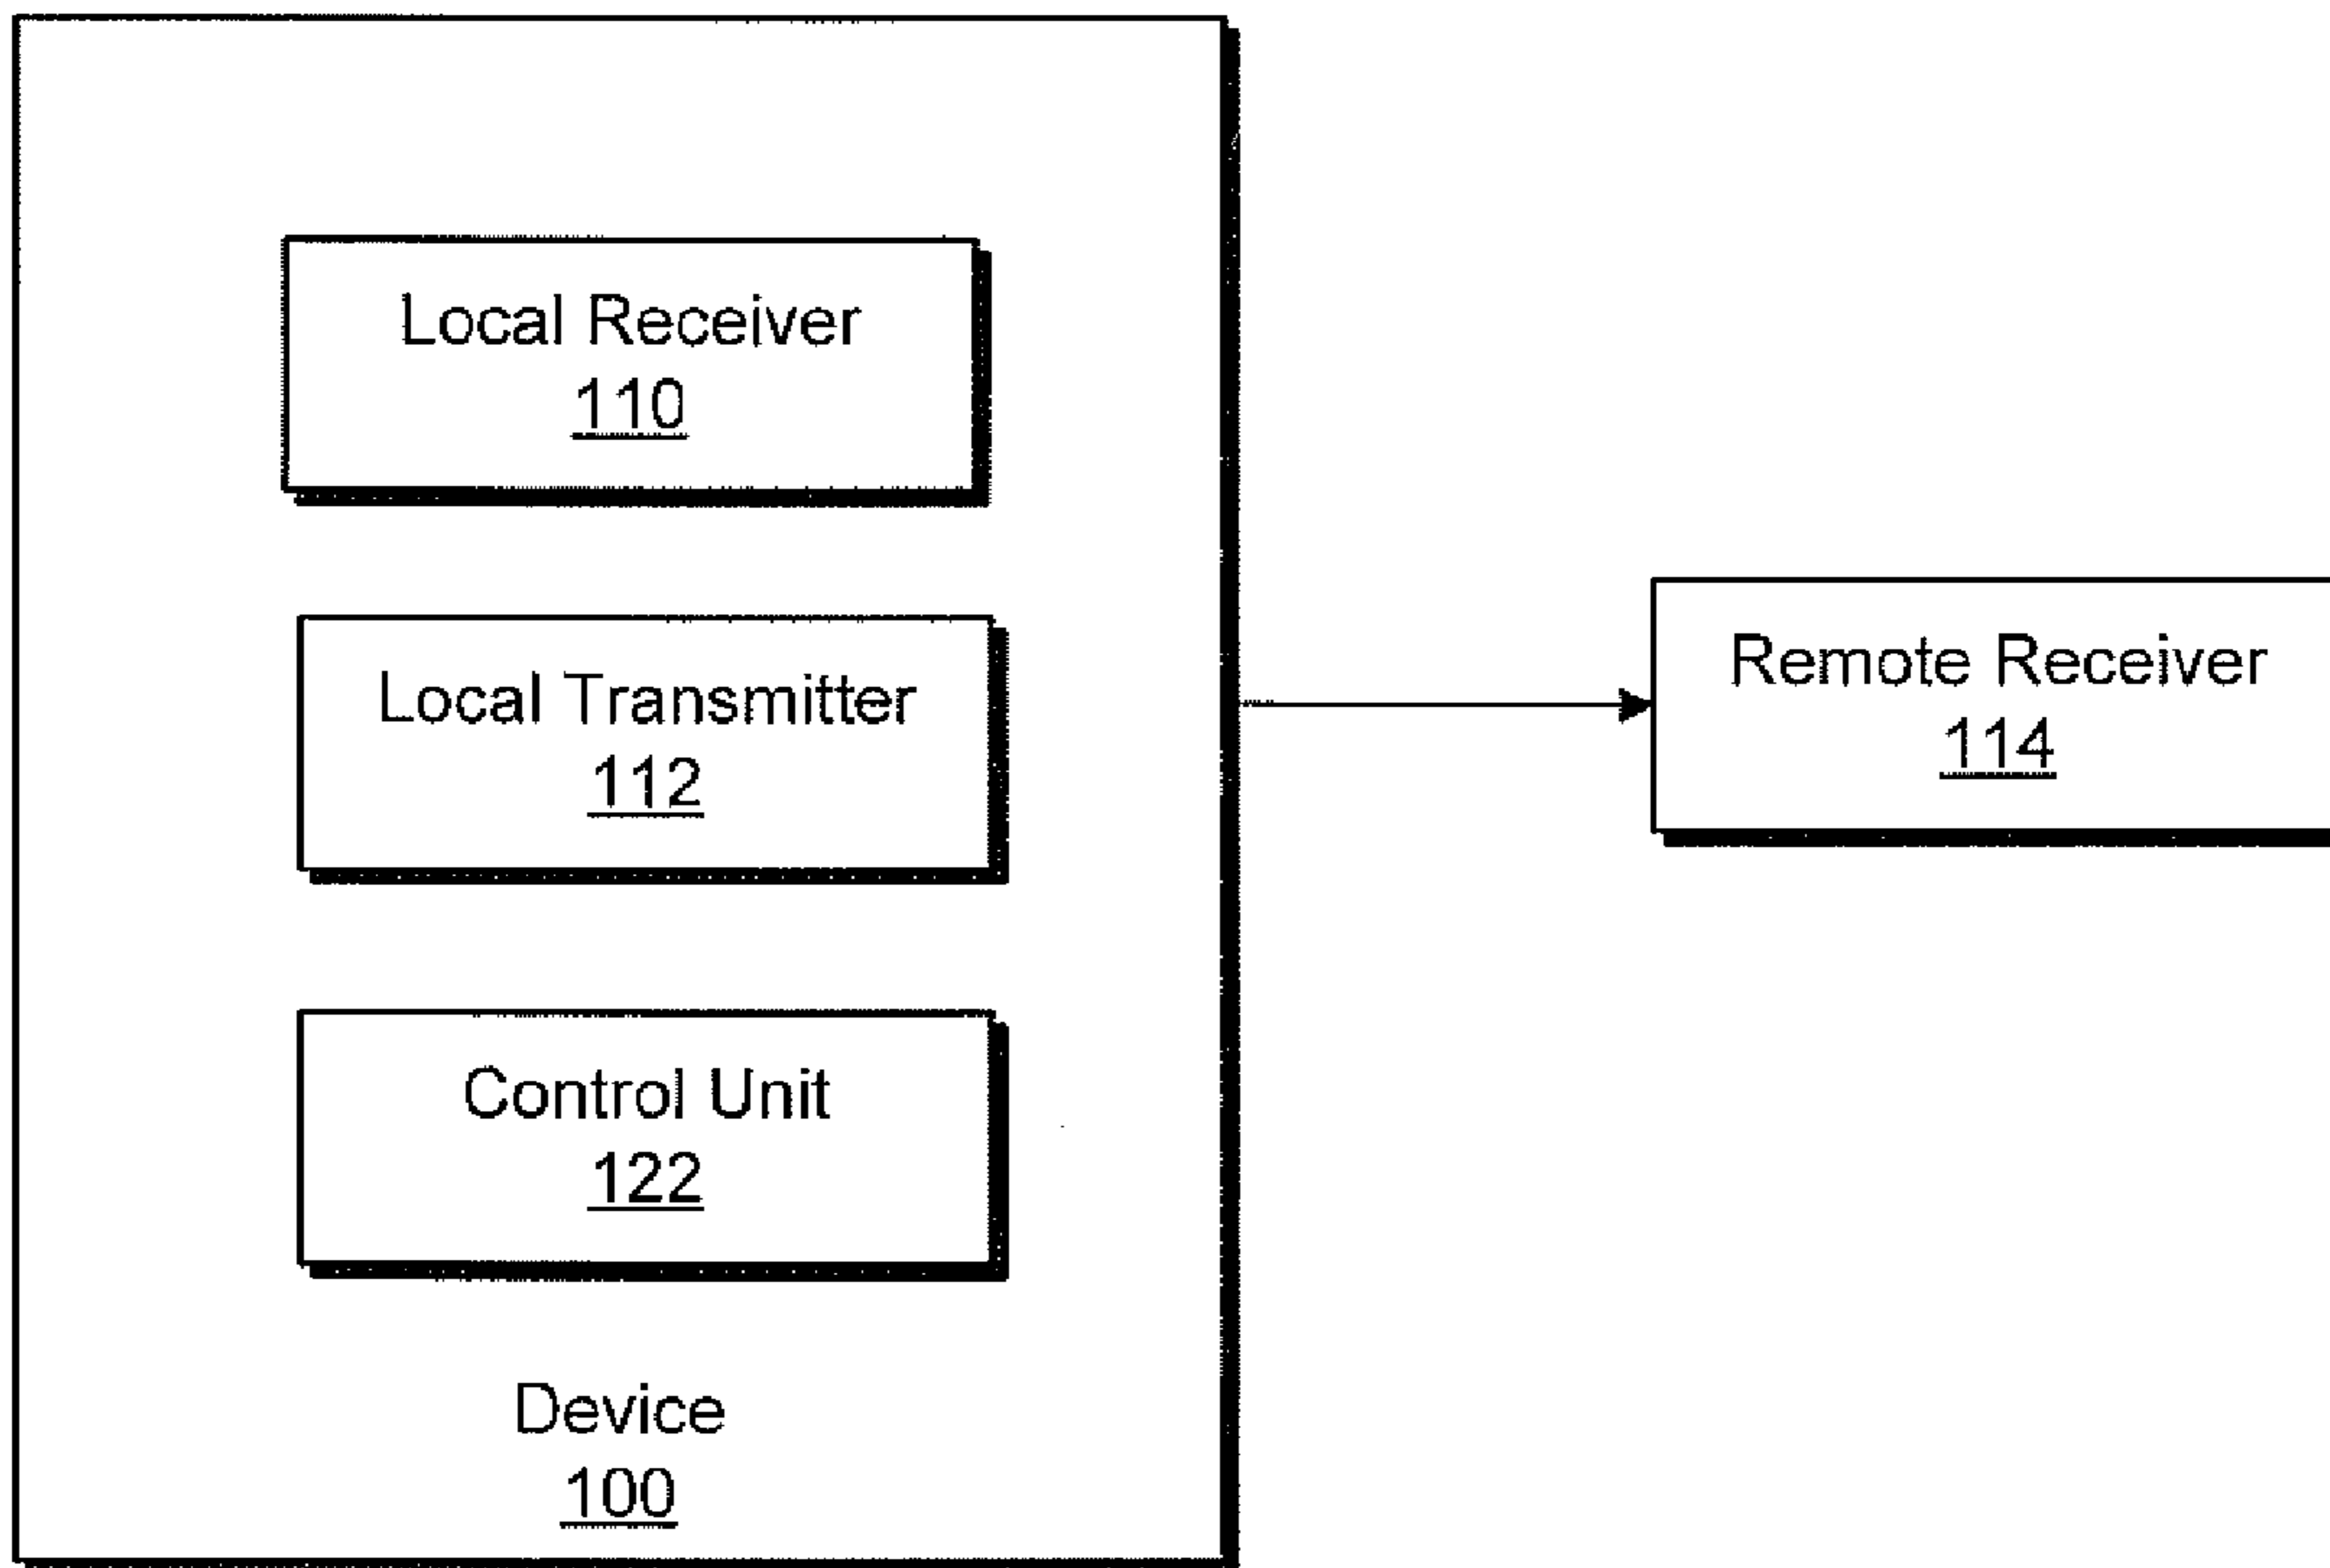 Local Receiver
110
Local Transmitter
112
Control Unit
122
Device
100
Remote Receiver
114